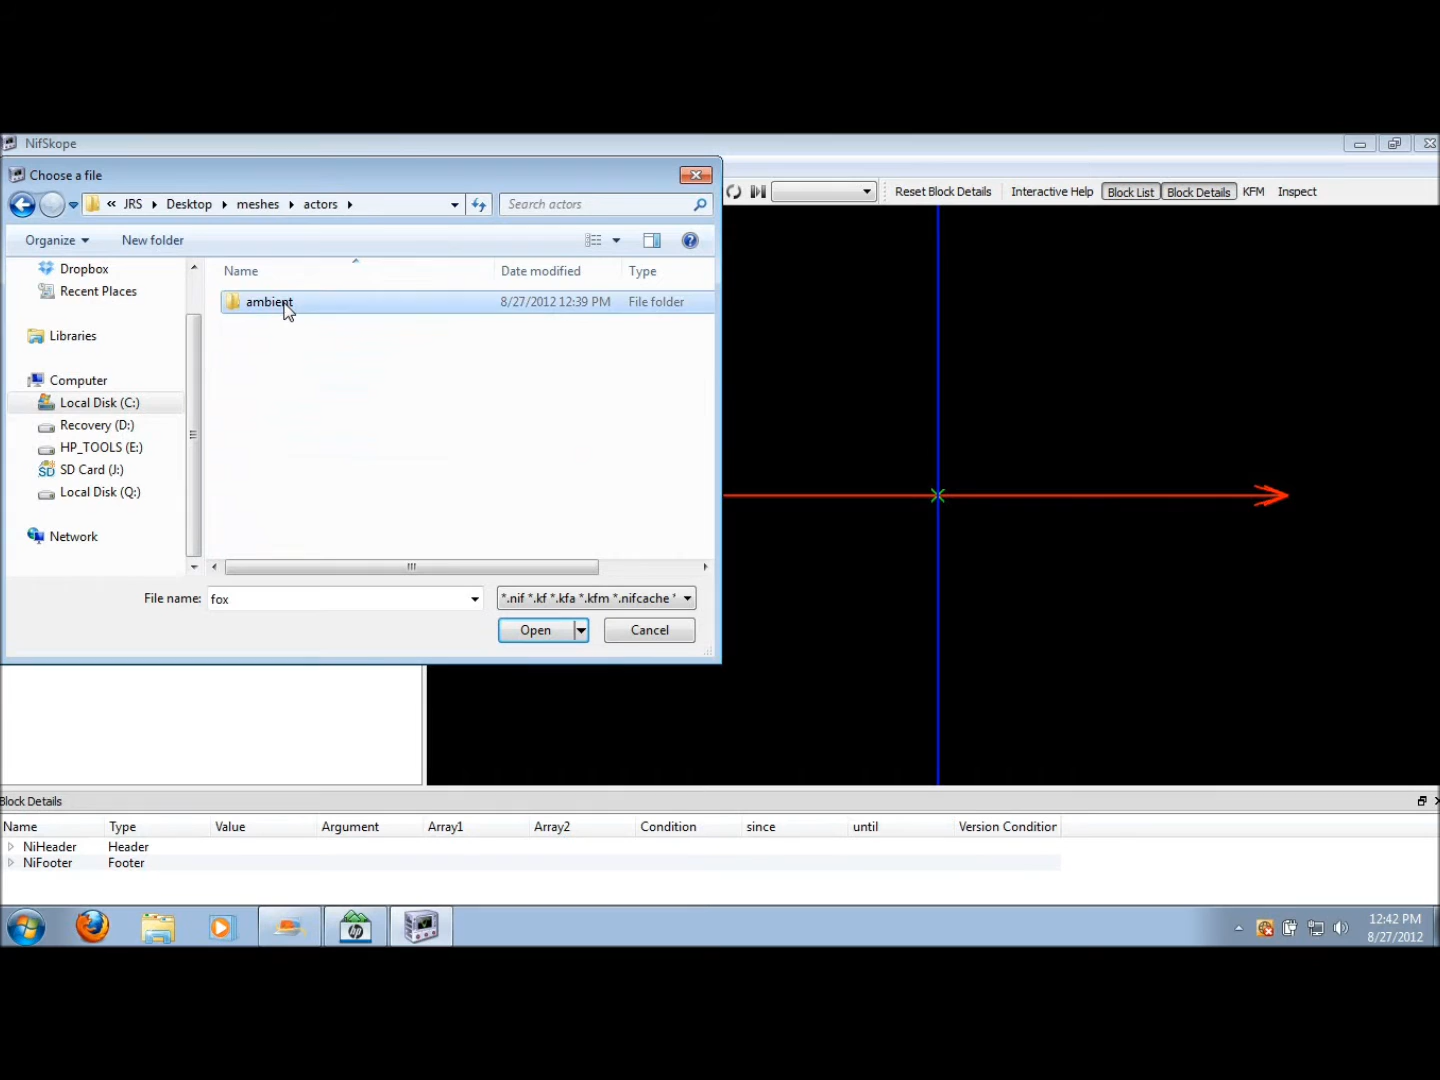 NifSkope
Choose a file
« JRS Desktop meshes actors
Search actors
Reset Block Details Interactive Help Block List Block Details KFM Inspect
Organize New folder
Name Date modified Type
ambient 8/27/2012 12:39 PM File folder
Dropbox
Recent Places
Libraries
Computer
Local Disk (C:)
Recovery (D:)
HP_TOOLS (E:)
SD Card (J:)
Local Disk (Q:)
Network
File name: fox *.nif *.kf *.kfa *.kfm *.nifcache *
Open Cancel
Block Details
Name Type Value Argument Array1 Array2 Condition since until Version Condition
NiHeader Header
NiFooter Footer
12:42 PM
8/27/2012
hp